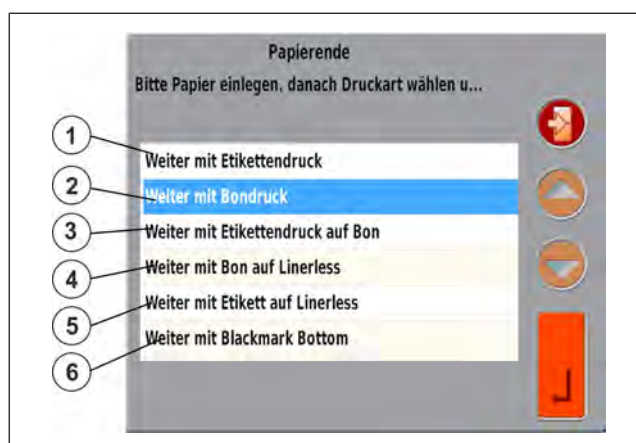 Papierende
Bitte Papier einlegen, danach Druckart wählen u...
1
Weiter mit Etikettendruck
2
Weiter mit Bondruck
3
Weiter mit Etikettendruck auf Bon
4
Weiter mit Bon auf Linerless
5
Weiter mit Etikett auf Linerless
6
Weiter mit Blackmark Bottom